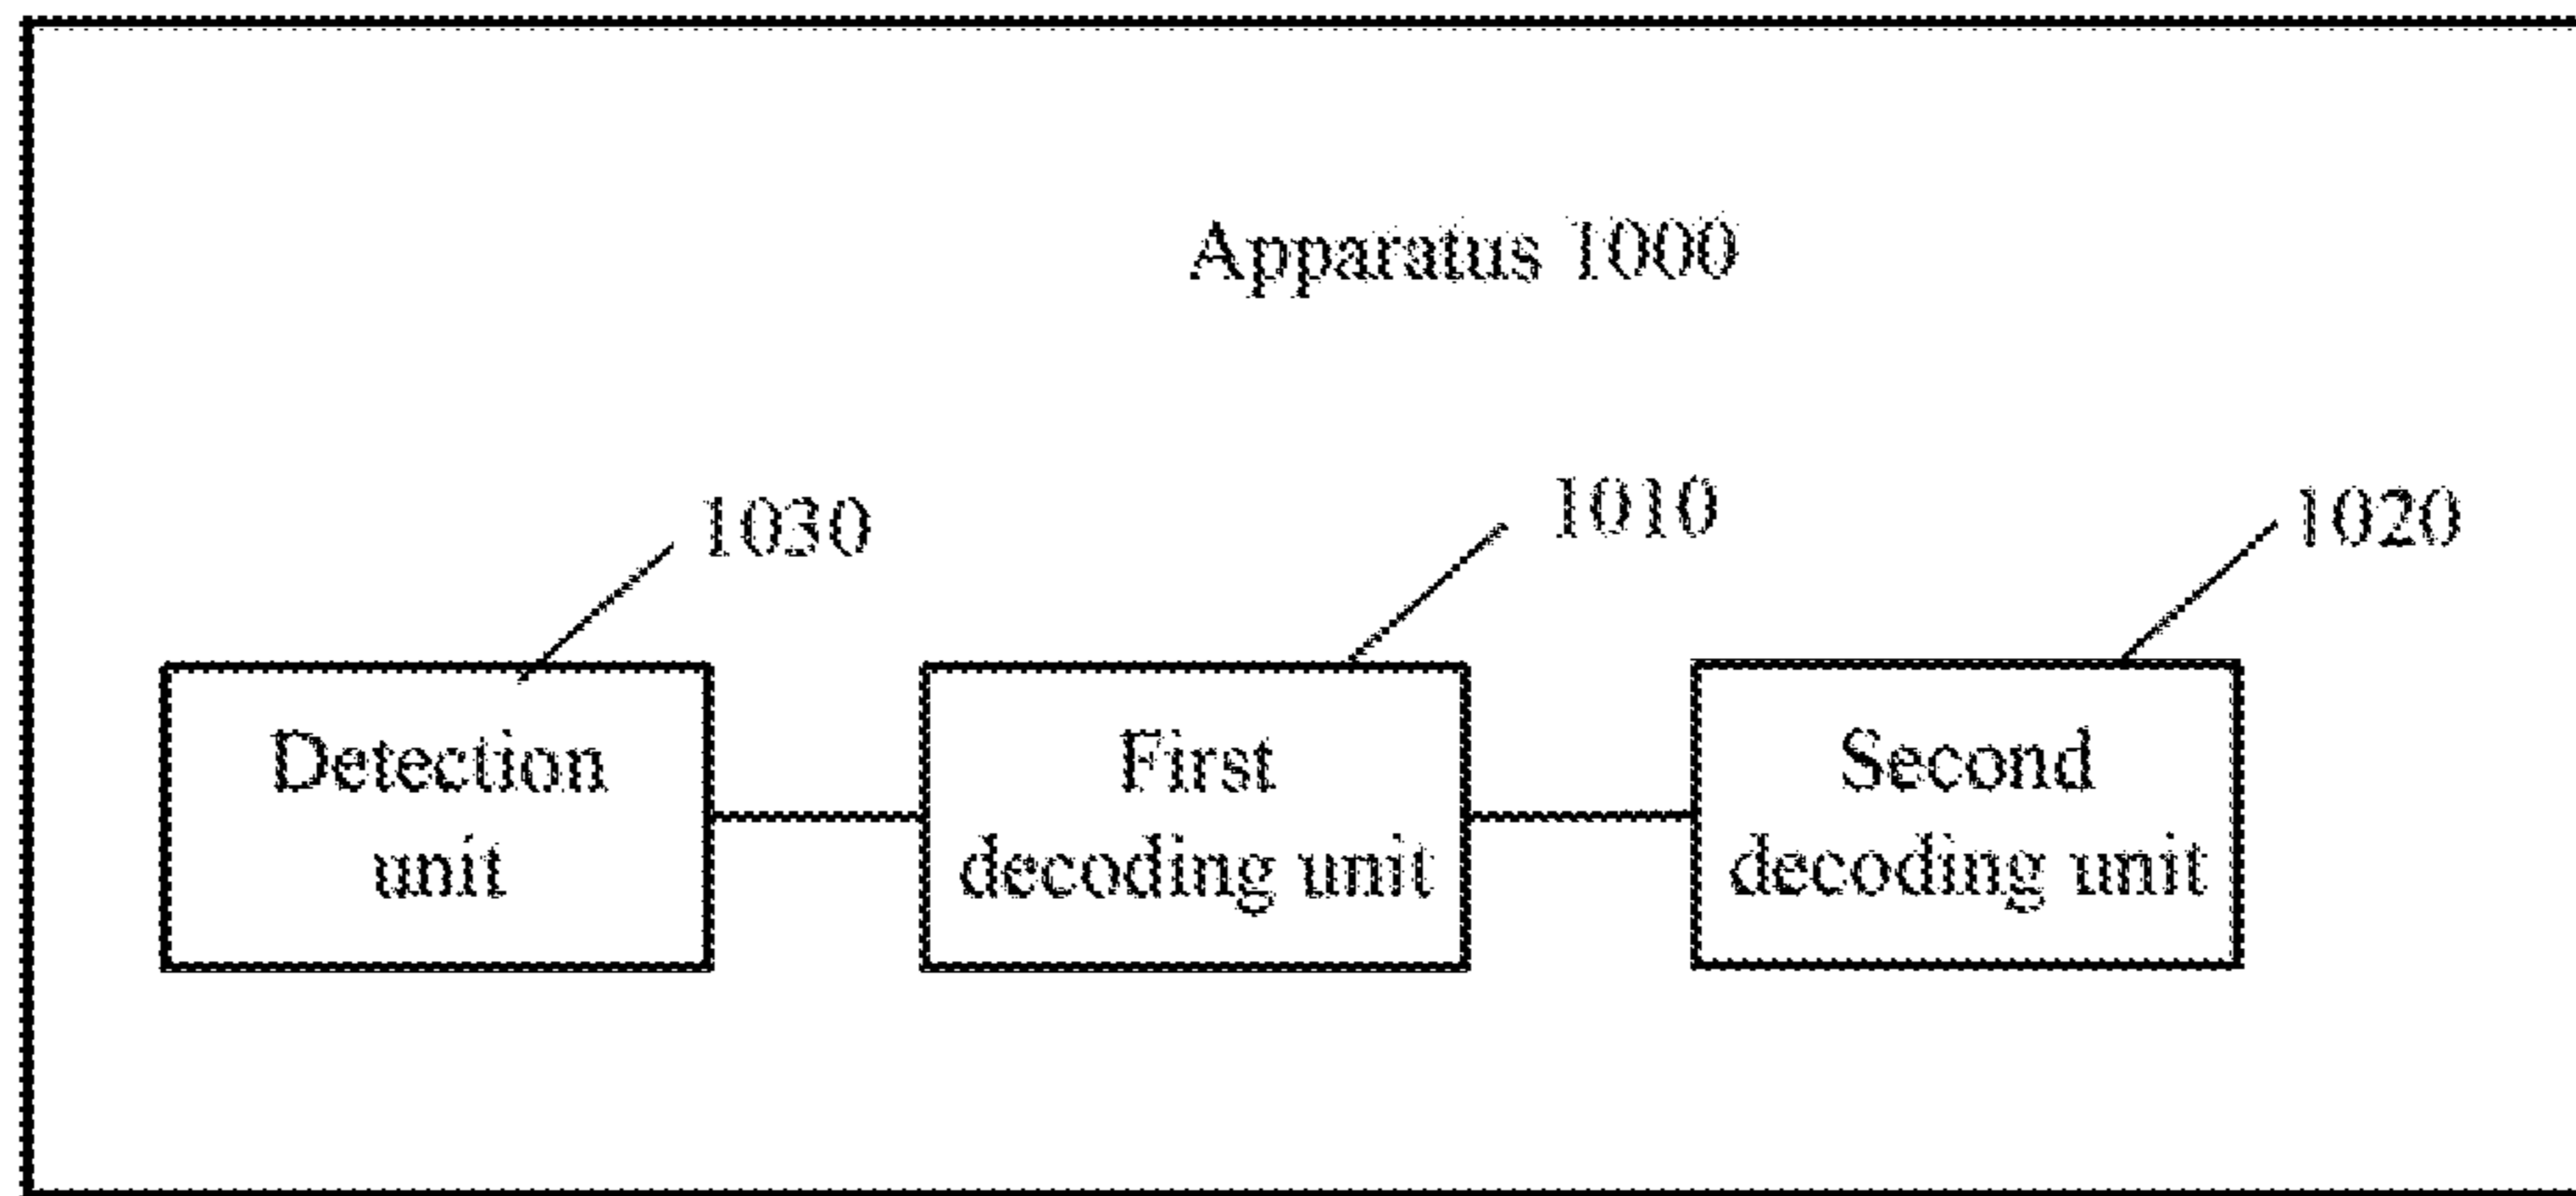 Apparatus 1000
1030
1010
1020
Detection
unit
First
decoding unit
Second
decoding unit